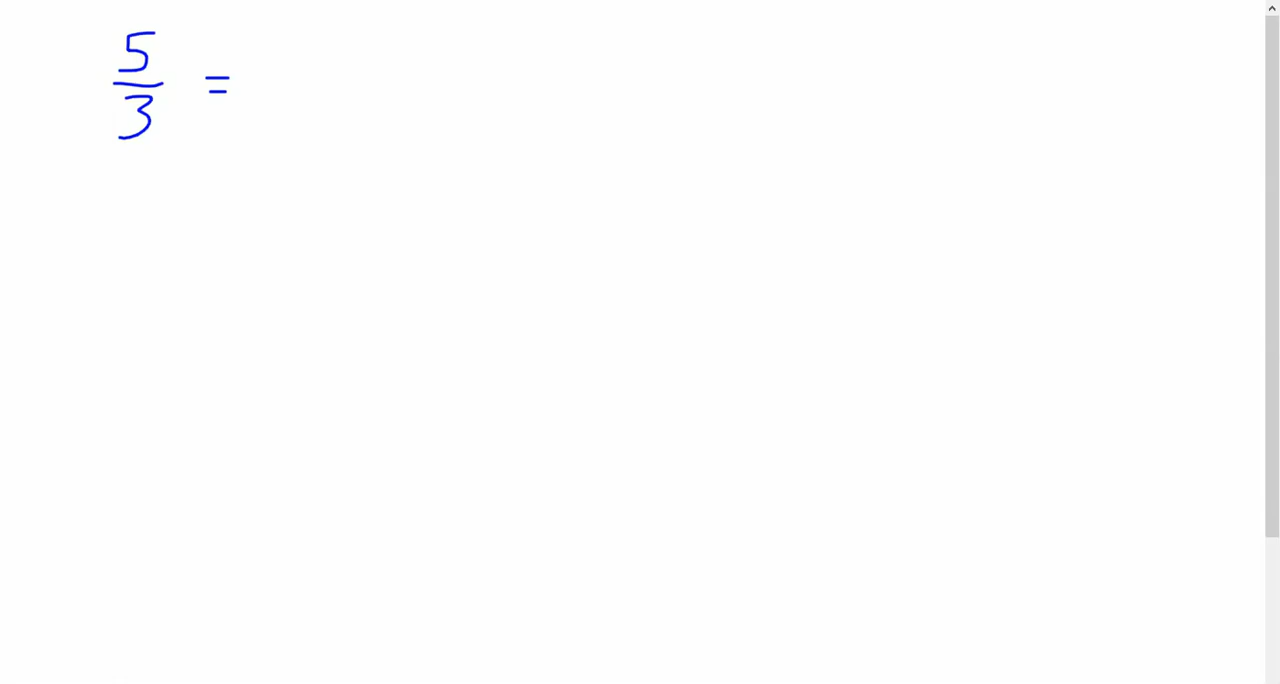 5/3 =